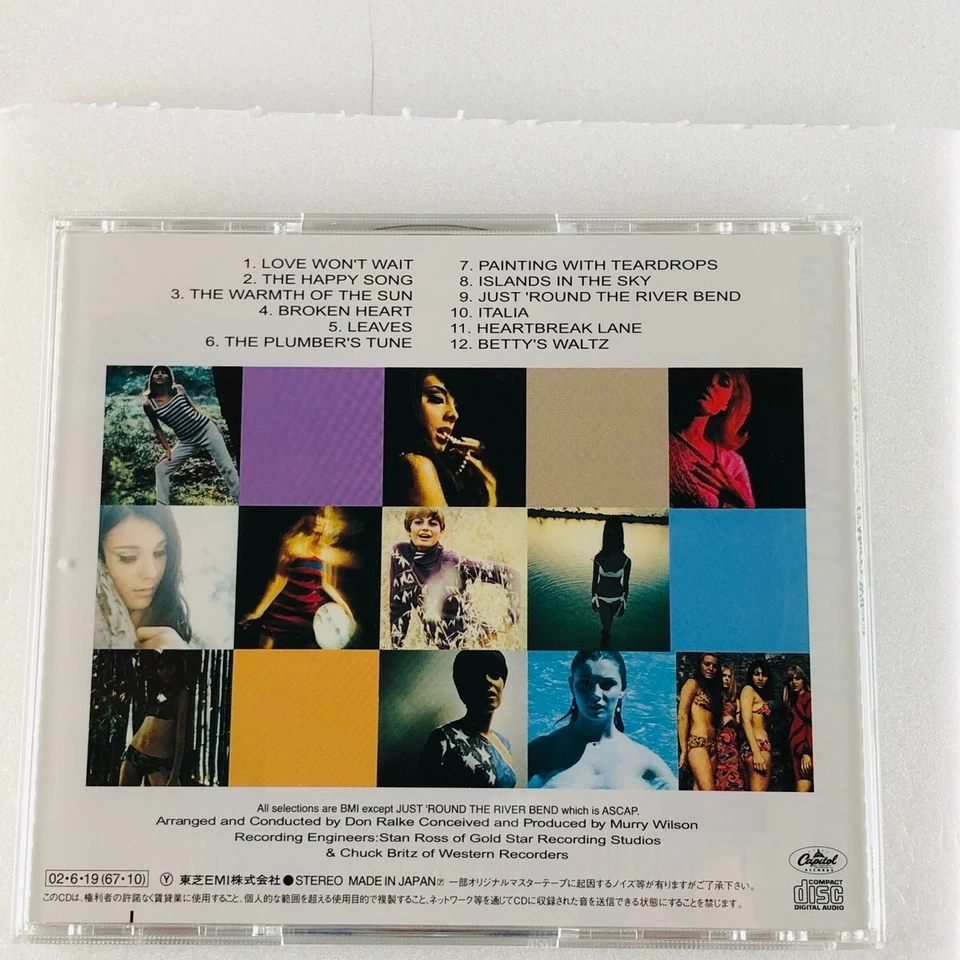 1. LOVE WON'T WAIT
2. THE HAPPY SONG
3. THE WARMTH OF THE SUN
4. BROKEN HEART
5. LEAVES
6. THE PLUMBER'S TUNE
7. PAINTING WITH TEARDROPS
8. ISLANDS IN THE SKY
9. JUST 'ROUND THE RIVER BEND
10. ITALIA
11. HEARTBREAK LANE
12. BETTY'S WALTZ
All selections are BMI except JUST 'ROUND THE RIVER BEND which is ASCAP.
Arranged and Conducted by Don Ralke Conceived and Produced by Murry Wilson
Recording Engineers:Stan Ross of Gold Star Recording Studios
& Chuck Britz of Western Recorders
Capitol
RECORDS
02・6・19(67・10) Ⓨ 東芝EMI株式会社●STEREO MADE IN JAPAN 一部オリジナルマスターテープに起因するノイズ等が有りますがご了承下さい。
このCDは、権利者の許諾なく賃貸業に使用すること、個人的な範囲を超える使用目的で複製すること、ネットワーク等を通じてCDに収録された音を送信できる状態にすることを禁じます。
COMPACT
disc
DIGITAL AUDIO